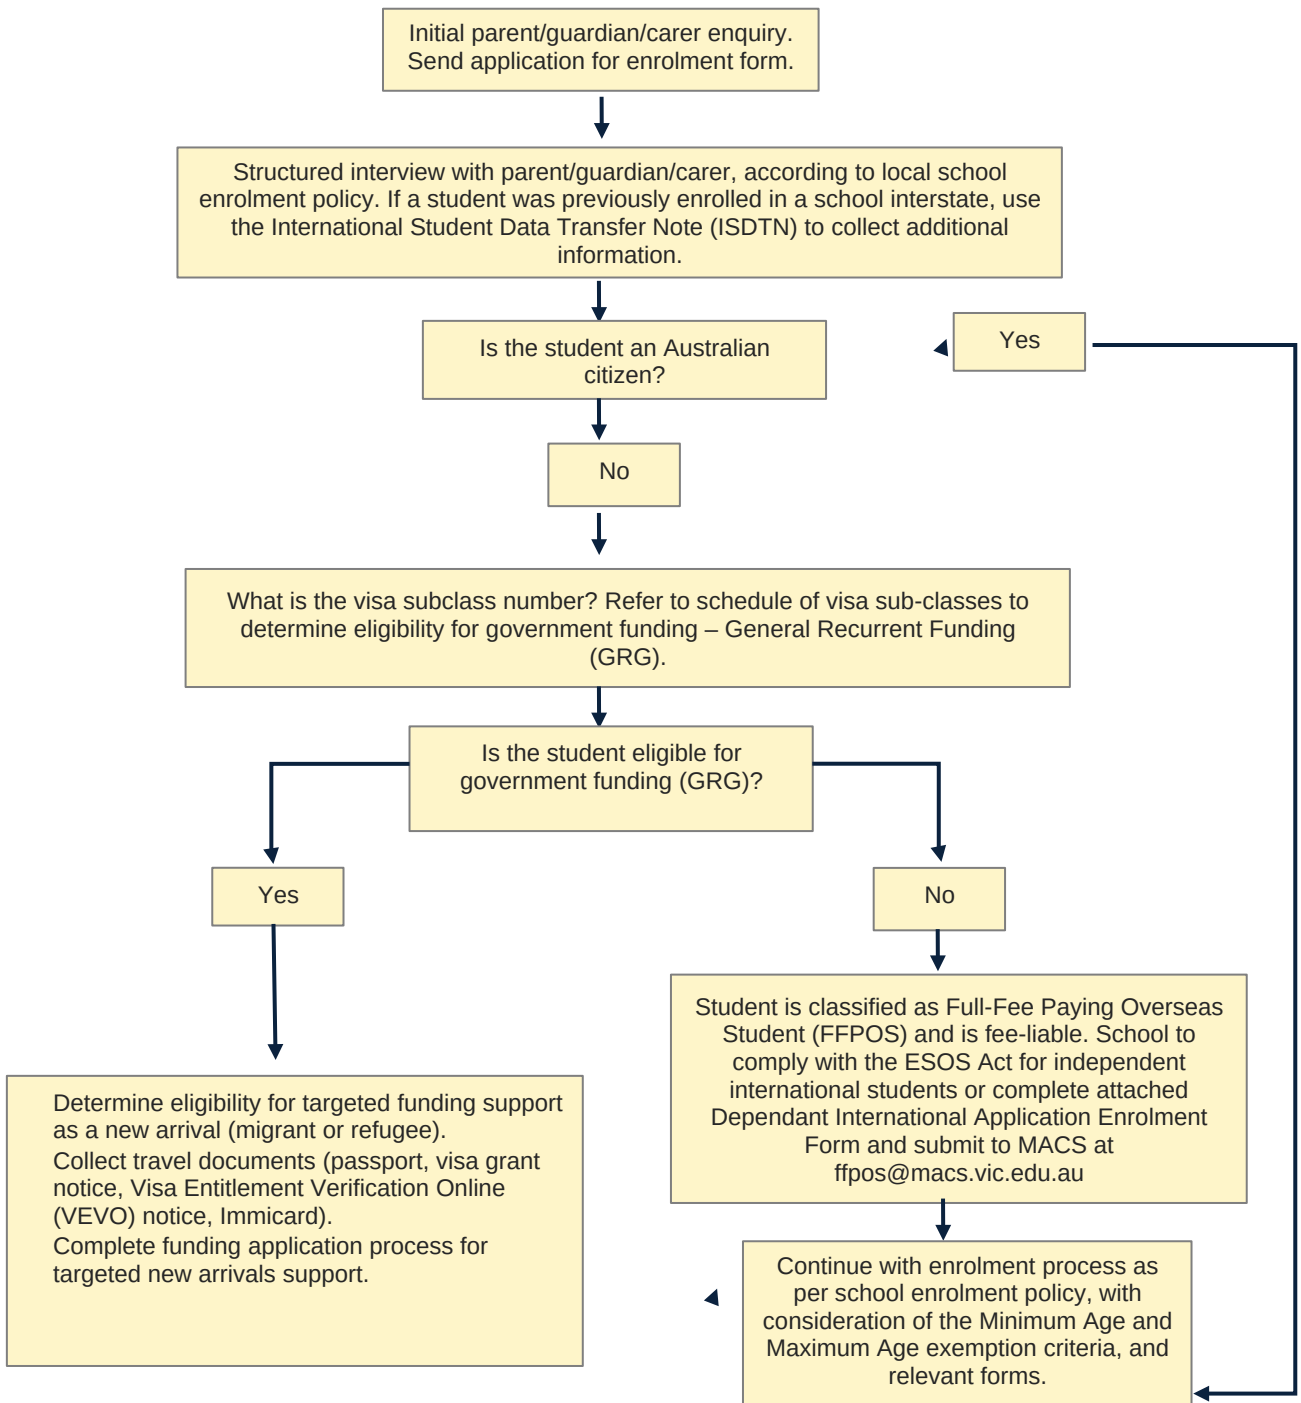 Initial parent/guardian/carer enquiry.
Send application for enrolment form.
Structured interview with parent/guardian/carer, according to local school
enrolment policy. If a student was previously enrolled in a school interstate, use
the International Student Data Transfer Note (ISDTN) to collect additional
information.
Is the student an Australian
citizen?
Yes
No
What is the visa subclass number? Refer to schedule of visa sub-classes to
determine eligibility for government funding – General Recurrent Funding
(GRG).
Is the student eligible for
government funding (GRG)?
Yes
No
Determine eligibility for targeted funding support
as a new arrival (migrant or refugee).
Collect travel documents (passport, visa grant
notice, Visa Entitlement Verification Online
(VEVO) notice, Immicard).
Complete funding application process for
targeted new arrivals support.
Student is classified as Full-Fee Paying Overseas
Student (FFPOS) and is fee-liable. School to
comply with the ESOS Act for independent
international students or complete attached
Dependant International Application Enrolment
Form and submit to MACS at
ffpos@macs.vic.edu.au
Continue with enrolment process as
per school enrolment policy, with
consideration of the Minimum Age and
Maximum Age exemption criteria, and
relevant forms.